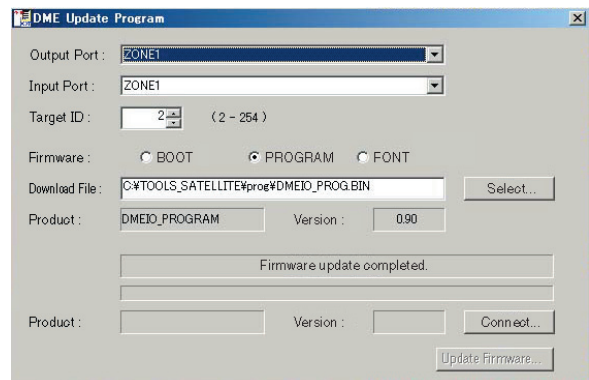 DME Update Program
Output Port : ZONE1
Input Port : ZONE1
Target ID : 2 ( 2 - 254 )
Firmware : BOOT PROGRAM FONT
Download File : C:¥TOOLS_SATELLITE¥prog¥DMEIO_PROG.BIN Select...
Product : DMEIO_PROGRAM Version : 0.90
Firmware update completed.
Product : Version : Connect...
Update Firmware...